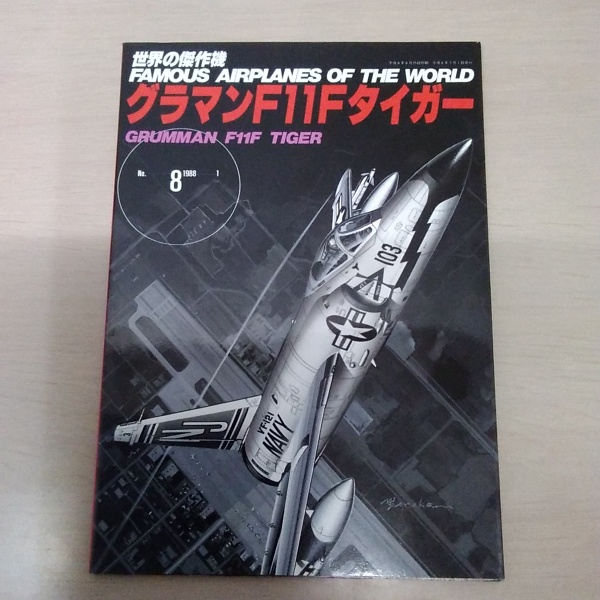 世界の傑作機
FAMOUS AIRPLANES OF THE WORLD
グラマンF11Fタイガー
GRUMMAN F11F TIGER
No. 8 1988 1
103
VF-121
NAVY